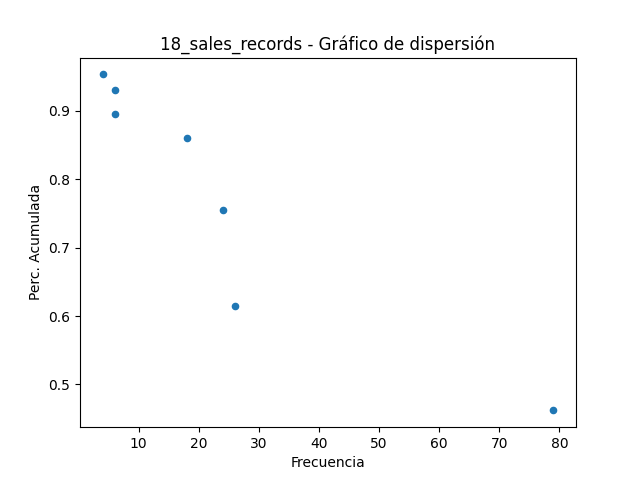 18_sales_records - Gráfico de dispersión
Perc. Acumulada
0.9
0.8
0.7
0.6
0.5
10 20 30 40 50 60 70 80
Frecuencia